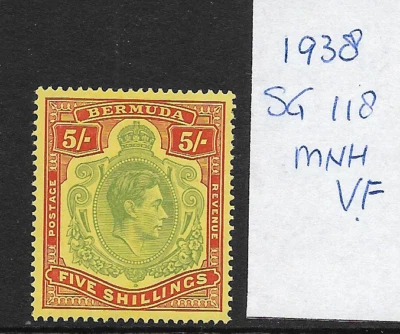 BERMUDA
5/- 5/-
POSTAGE
REVENUE
FIVE SHILLINGS
1938
SG 118
MNH
VF